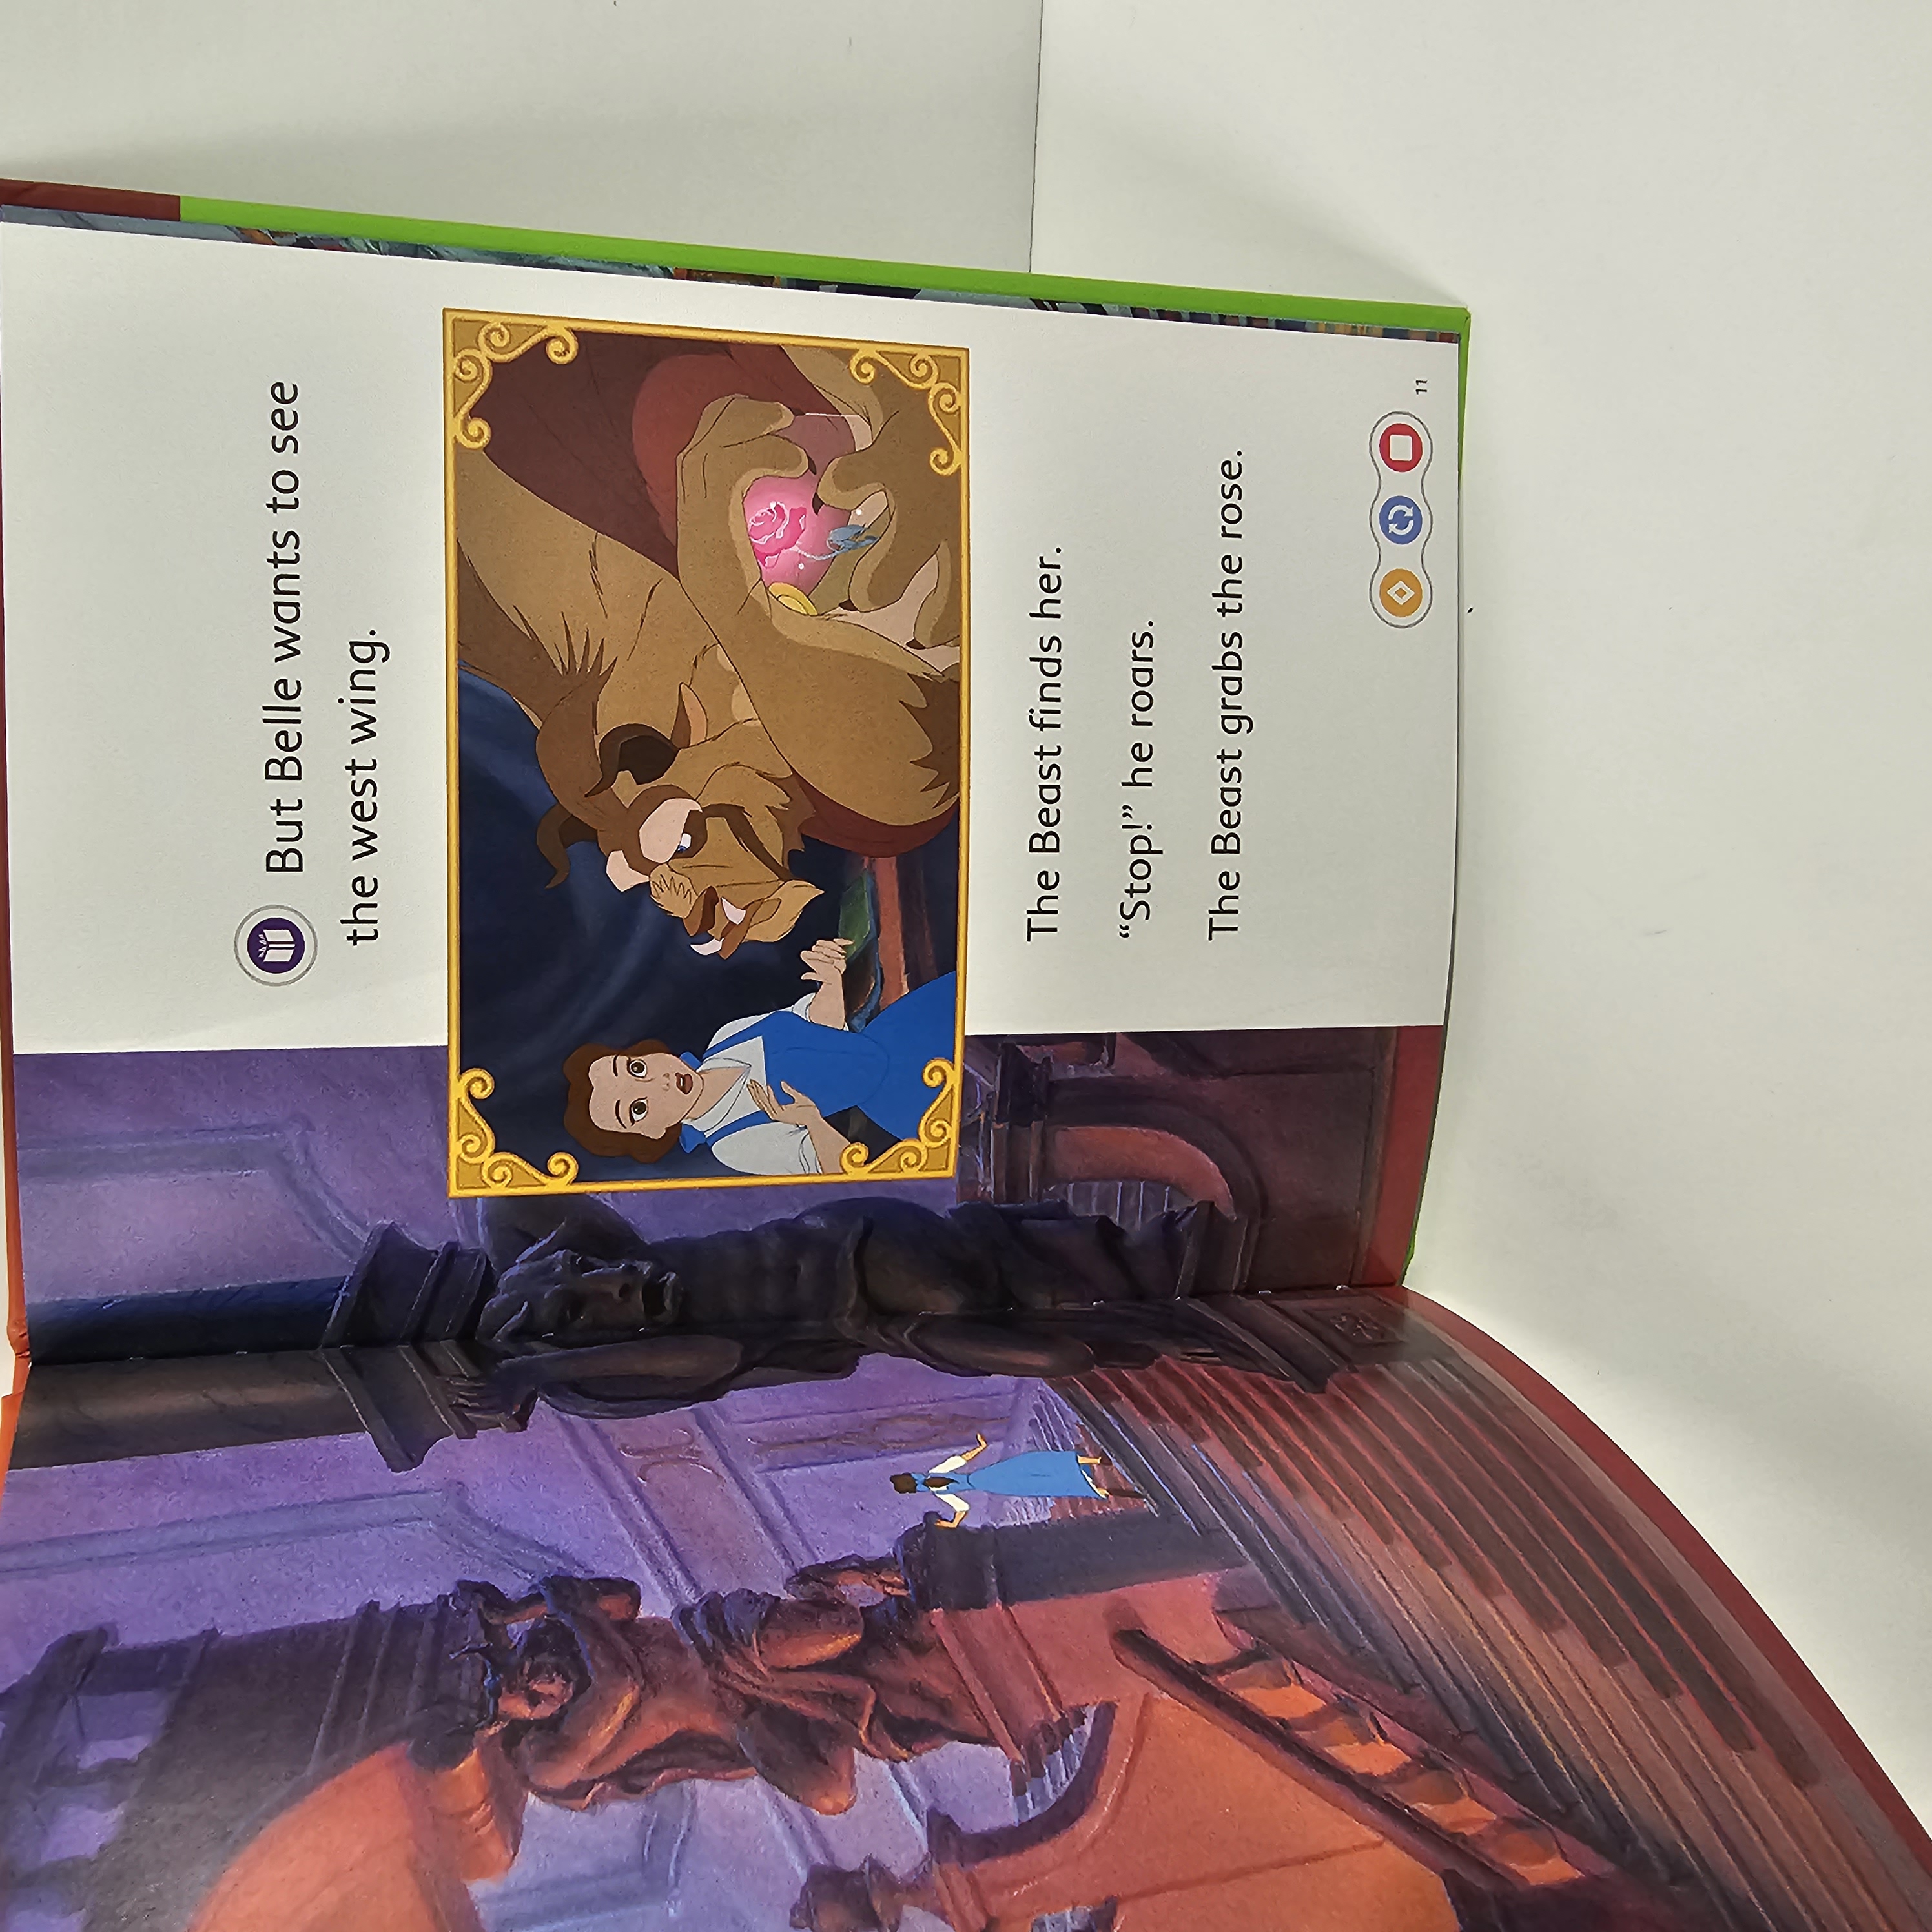 But Belle wants to see
the west wing.
The Beast finds her.
“Stop!” he roars.
The Beast grabs the rose.
11